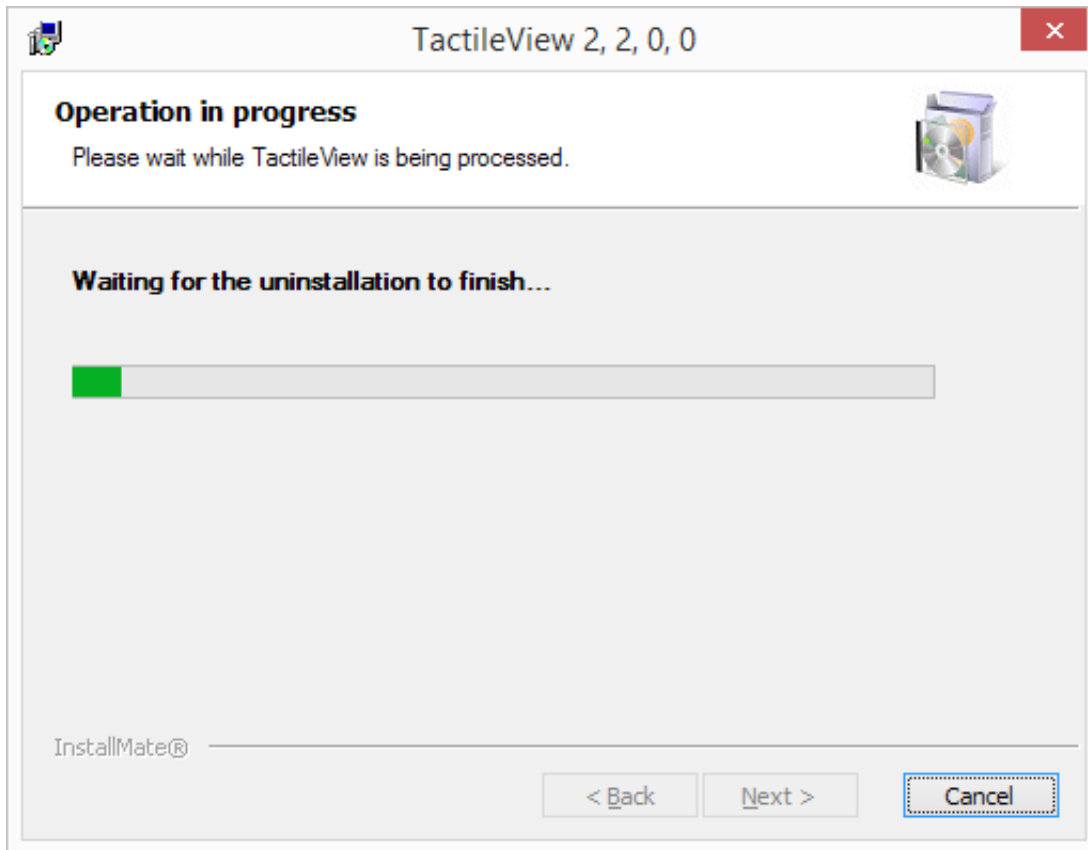 TactileView 2, 2, 0, 0
Operation in progress
Please wait while TactileView is being processed.
Waiting for the uninstallation to finish...
InstallMate®
< Back Next > Cancel